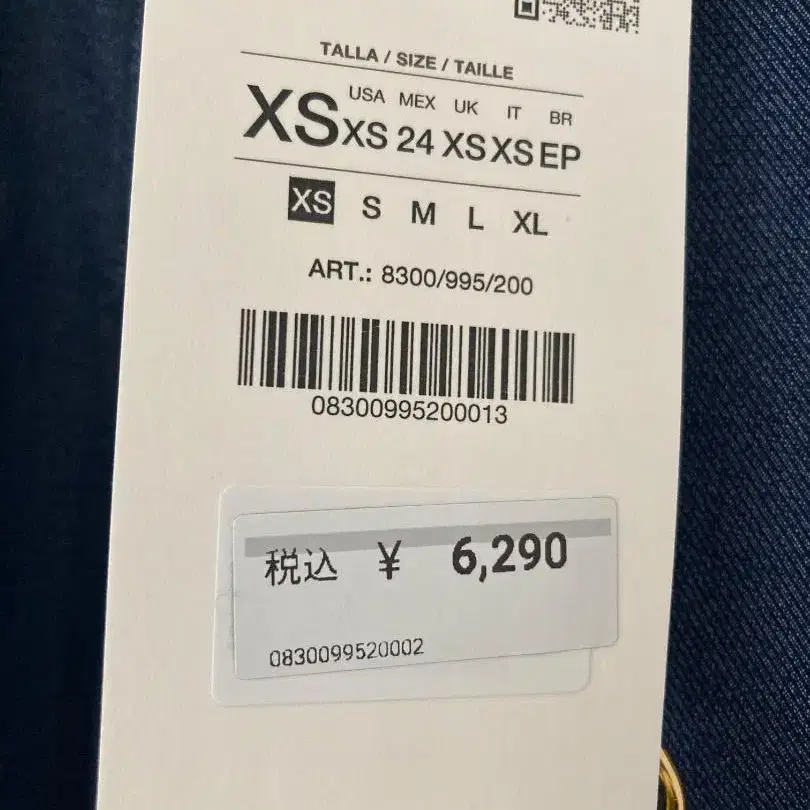 TALLA / SIZE / TAILLE
USA MEX UK IT BR
XS XS 24 XS XS EP
XS S M L XL
ART.: 8300/995/200
08300995200013
税込 ¥ 6,290
0830099520002